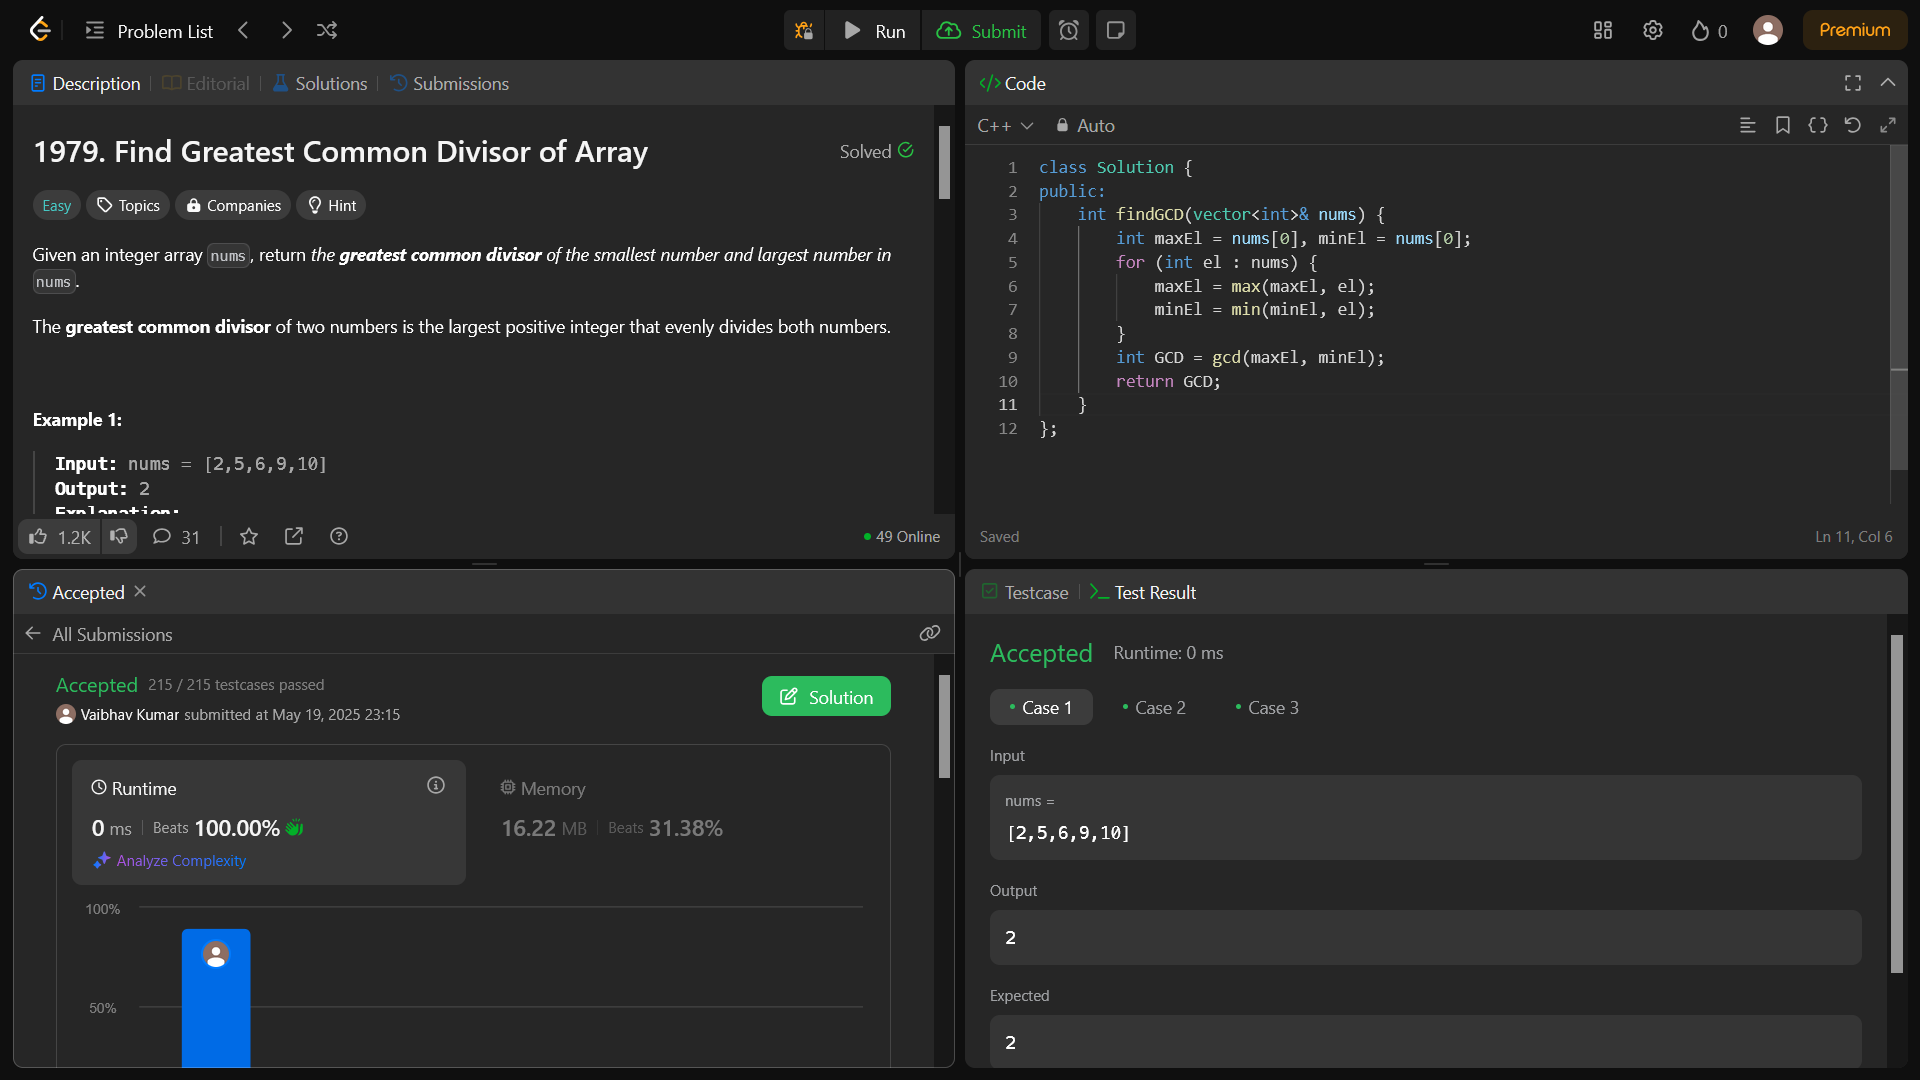 Problem List
Run
Submit
0
Premium
Description
Editorial
Solutions
Submissions
1979. Find Greatest Common Divisor of Array
Solved
Easy
Topics
Companies
Hint
Given an integer array nums, return the greatest common divisor of the smallest number and largest number in
nums.
The greatest common divisor of two numbers is the largest positive integer that evenly divides both numbers.
Example 1:
Input: nums = [2,5,6,9,10]
Output: 2
Explanation:
1.2K
31
49 Online
Code
C++
Auto
1 class Solution {
2 public:
3 int findGCD(vector<int>& nums) {
4 int maxEl = nums[0], minEl = nums[0];
5 for (int el : nums) {
6 maxEl = max(maxEl, el);
7 minEl = min(minEl, el);
8 }
9 int GCD = gcd(maxEl, minEl);
10 return GCD;
11 }
12 };
Saved
Ln 11, Col 6
Accepted
All Submissions
Accepted 215 / 215 testcases passed
Vaibhav Kumar submitted at May 19, 2025 23:15
Solution
Runtime
0 ms Beats 100.00%
Analyze Complexity
Memory
16.22 MB Beats 31.38%
100%
50%
Testcase
Test Result
Accepted Runtime: 0 ms
Case 1
Case 2
Case 3
Input
nums =
[2,5,6,9,10]
Output
2
Expected
2